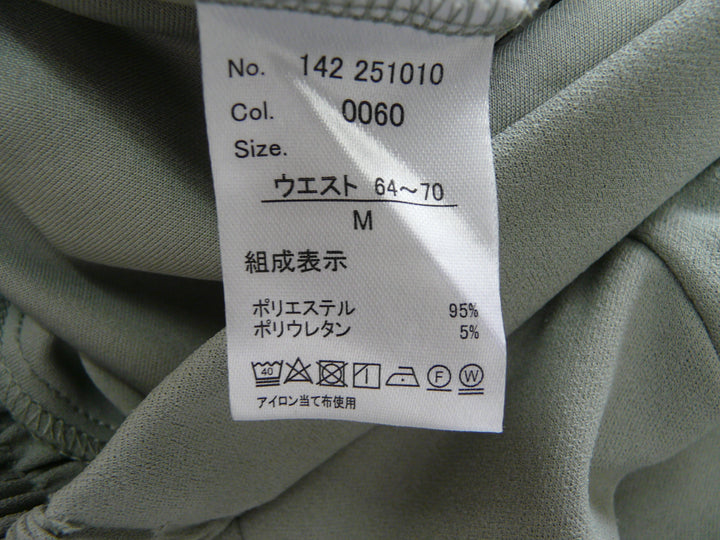 No. 142 251010
Col. 0060
Size.
ウエスト 64～70
M
組成表示
ポリエステル 95%
ポリウレタン 5%
40 F W
アイロン当て布使用